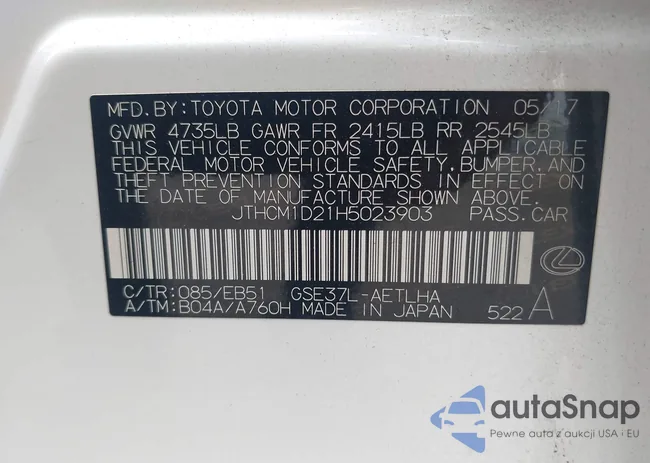 MFD. BY: TOYOTA MOTOR CORPORATION 05/17
GVWR 4735LB GAWR FR 2415LB RR 2545LB
THIS VEHICLE CONFORMS TO ALL APPLICABLE
FEDERAL MOTOR VEHICLE SAFETY, BUMPER, AND
THEFT PREVENTION STANDARDS IN EFFECT ON
THE DATE OF MANUFACTURE SHOWN ABOVE.
JTHCM1D21H5023903 PASS. CAR
C/TR: 085/EB51 GSE37L-AETLHA
A/TM: B04A/A760H MADE IN JAPAN 522 A
autaSnap
Pewne auta z aukcji USA i EU